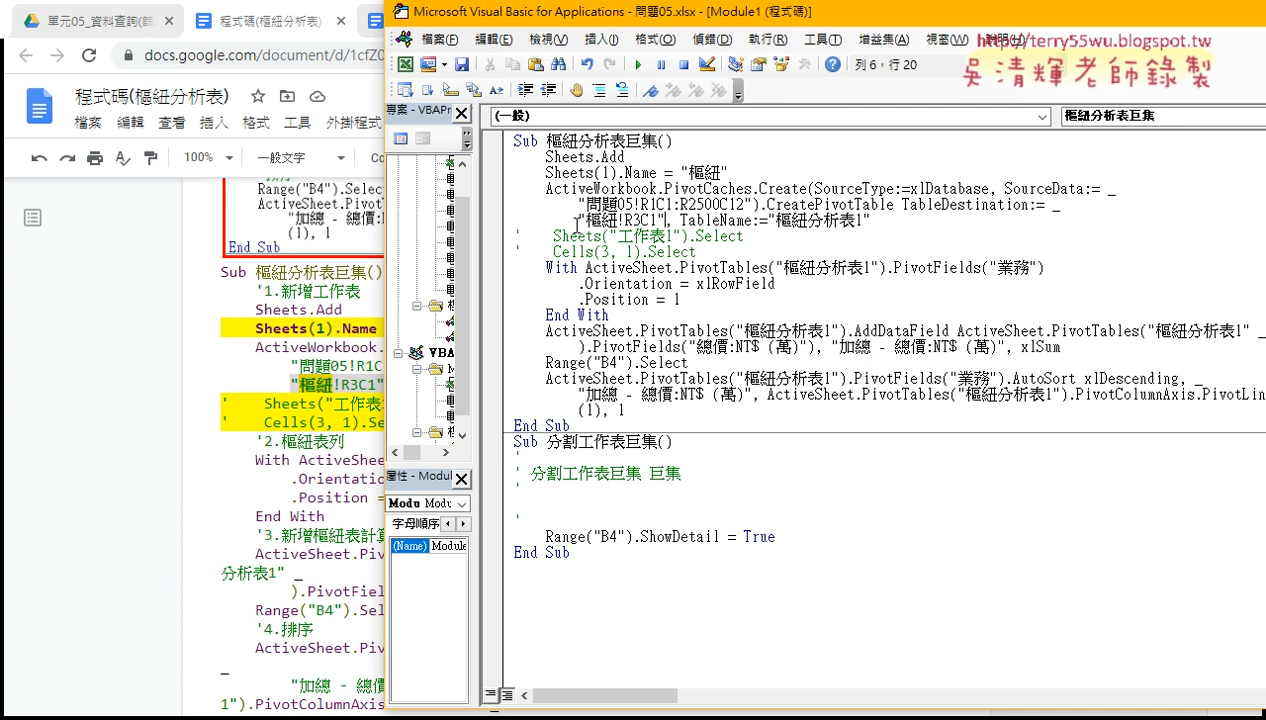 單元05_資料查詢(
程式碼(樞紐分析表)
docs.google.com/document/d/1cfZ0
程式碼(樞紐分析表)
檔案 編輯 查看 插入 格式 工具 外掛程式
100% 一般文字
Range("B4").Selec
ActiveSheet.PivotT
"加總 - 總價:NT
(1), 1
End Sub
Sub 樞紐分析表巨集()
'1.新增工作表
Sheets.Add
Sheets(1).Name
ActiveWorkbook.
"問題05!R1C
"樞紐!R3C1"
' Sheets("工作表
' Cells(3, 1).Se
'2.樞紐表列
With ActiveShee
.Orientatio
.Position =
End With
'3.新增樞紐表計算
ActiveSheet.Piv
分析表1" _
).PivotFiel
Range("B4").Sel
'4.排序
ActiveSheet.Piv
_
"加總 - 總價
1").PivotColumnAxis
Microsoft Visual Basic for Applications - 問題05.xlsx - [Module1 (程式碼)]
檔案(F) 編輯(E) 檢視(V) 插入(I) 格式(O) 偵錯(D) 執行(R) 工具(T) 增益集(A) 視窗(W) 說明(H)
http://terry55wu.blogspot.tw
吳清輝老師錄製
列 6，行 20
專案 - VBAPr
VBA
屬性 - Modul
Modu Modu
字母順序
(Name) Module
(一般) 樞紐分析表巨集
Sub 樞紐分析表巨集()
Sheets.Add
Sheets(1).Name = "樞紐"
ActiveWorkbook.PivotCaches.Create(SourceType:=xlDatabase, SourceData:= _
"問題05!R1C1:R2500C12").CreatePivotTable TableDestination:= _
"樞紐!R3C1", TableName:="樞紐分析表1"
' Sheets("工作表1").Select
' Cells(3, 1).Select
With ActiveSheet.PivotTables("樞紐分析表1").PivotFields("業務")
.Orientation = xlRowField
.Position = 1
End With
ActiveSheet.PivotTables("樞紐分析表1").AddDataField ActiveSheet.PivotTables("樞紐分析表1" _
).PivotFields("總價:NT$ (萬)"), "加總 - 總價:NT$ (萬)", xlSum
Range("B4").Select
ActiveSheet.PivotTables("樞紐分析表1").PivotFields("業務").AutoSort xlDescending, _
"加總 - 總價:NT$ (萬)", ActiveSheet.PivotTables("樞紐分析表1").PivotColumnAxis.PivotLin
(1), 1
End Sub
Sub 分割工作表巨集()
'
' 分割工作表巨集 巨集
'
'
Range("B4").ShowDetail = True
End Sub